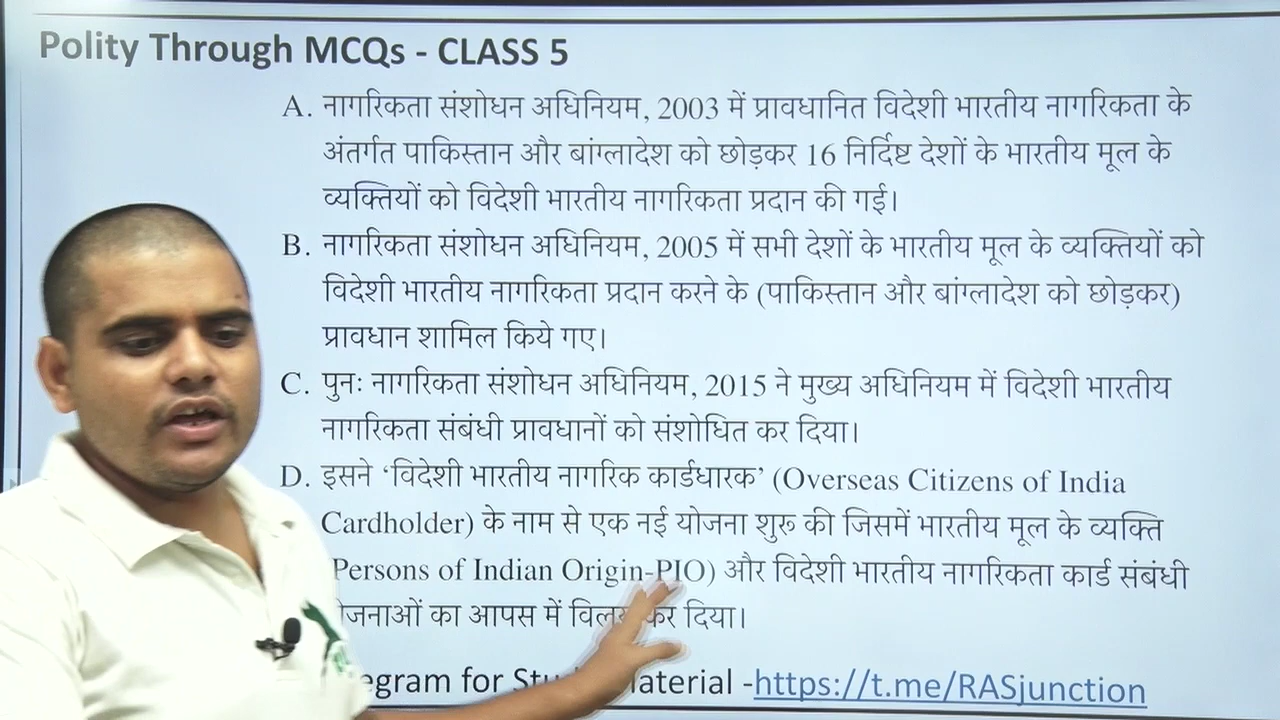 Polity Through MCQs - CLASS 5
A. नागरिकता संशोधन अधिनियम, 2003 में प्रावधानित विदेशी भारतीय नागरिकता के
अंतर्गत पाकिस्तान और बांग्लादेश को छोड़कर 16 निर्दिष्ट देशों के भारतीय मूल के
व्यक्तियों को विदेशी भारतीय नागरिकता प्रदान की गई।
B. नागरिकता संशोधन अधिनियम, 2005 में सभी देशों के भारतीय मूल के व्यक्तियों को
विदेशी भारतीय नागरिकता प्रदान करने के (पाकिस्तान और बांग्लादेश को छोड़कर)
प्रावधान शामिल किये गए।
C. पुनः नागरिकता संशोधन अधिनियम, 2015 ने मुख्य अधिनियम में विदेशी भारतीय
नागरिकता संबंधी प्रावधानों को संशोधित कर दिया।
D. इसने ‘विदेशी भारतीय नागरिक कार्डधारक’ (Overseas Citizens of India
Cardholder) के नाम से एक नई योजना शुरू की जिसमें भारतीय मूल के व्यक्ति
Persons of Indian Origin-PIO) और विदेशी भारतीय नागरिकता कार्ड संबंधी
का आपस में कर दिया।
for -https://t.me/RASjunction